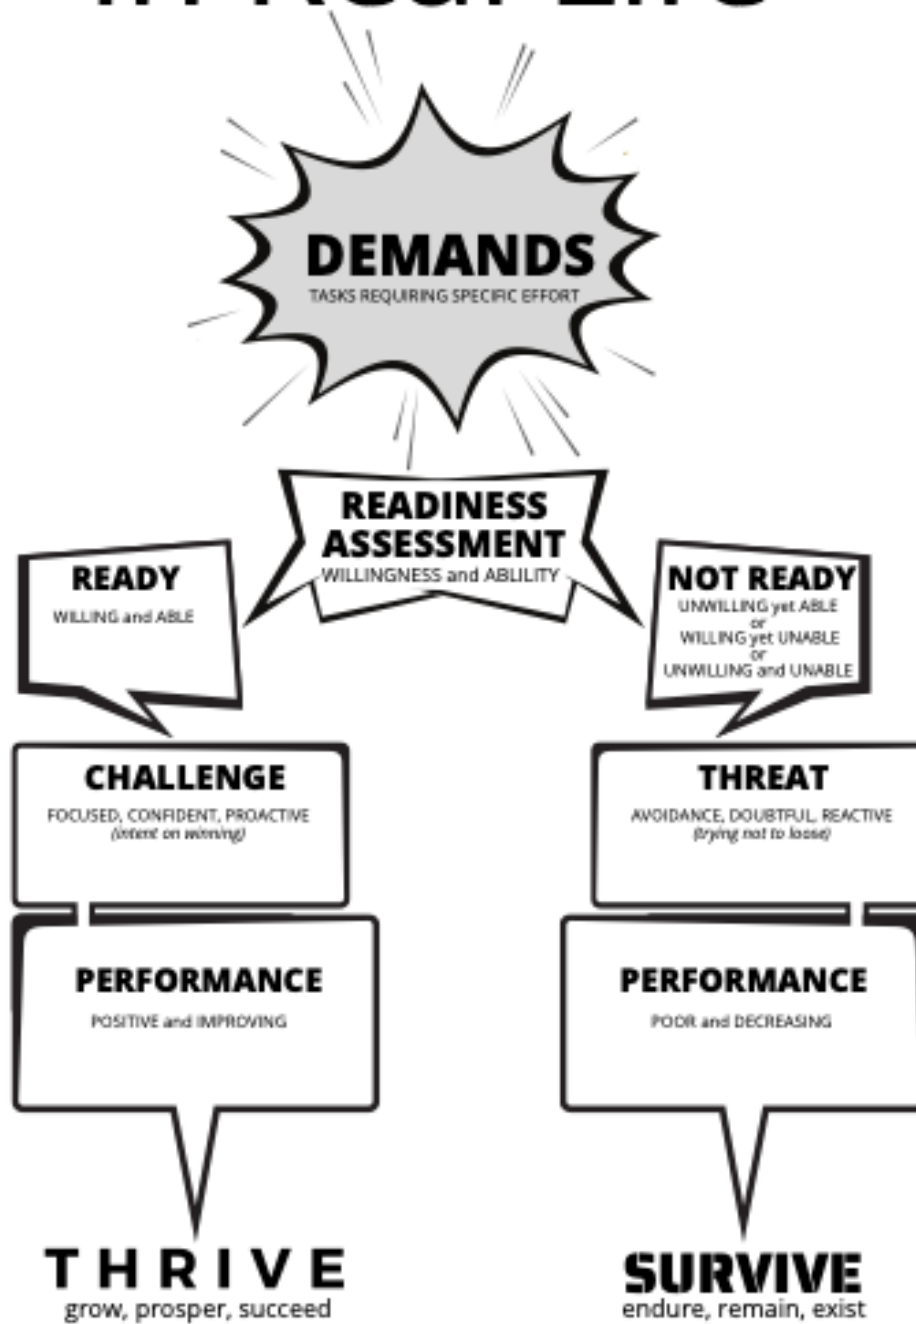 DEMANDS
TASKS REQUIRING SPECIFIC EFFORT
READINESS
ASSESSMENT
WILLINGNESS and ABLILITY
READY
WILLING and ABLE
NOT READY
UNWILLING yet ABLE
or
WILLING yet UNABLE
or
UNWILLING and UNABLE
CHALLENGE
FOCUSED, CONFIDENT, PROACTIVE
(intent on winning)
THREAT
AVOIDANCE, DOUBTFUL, REACTIVE
(trying not to loose)
PERFORMANCE
POSITIVE and IMPROVING
PERFORMANCE
POOR and DECREASING
THRIVE
grow, prosper, succeed
SURVIVE
endure, remain, exist